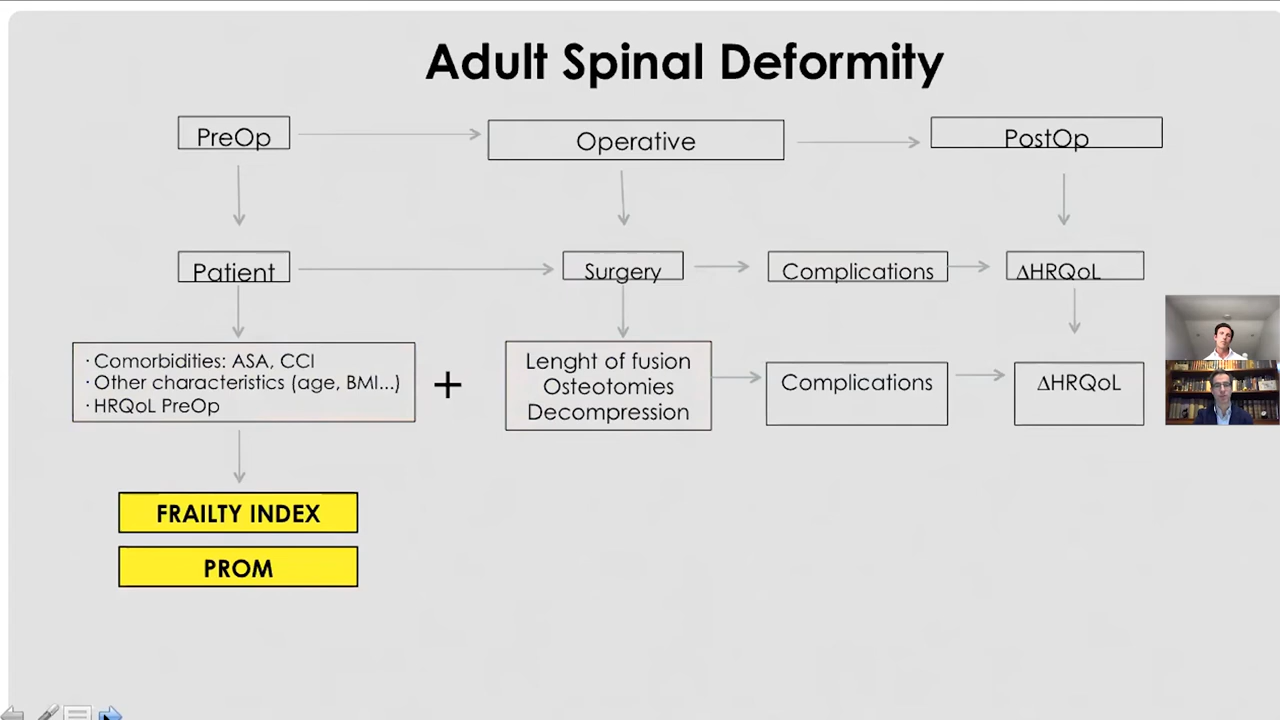 Adult Spinal Deformity
PreOp
Operative
PostOp
Patient
Surgery
Complications
ΔHRQoL
· Comorbidities: ASA, CCI
· Other characteristics (age, BMI...)
· HRQoL PreOp
+
Lenght of fusion
Osteotomies
Decompression
Complications
ΔHRQoL
FRAILTY INDEX
PROM